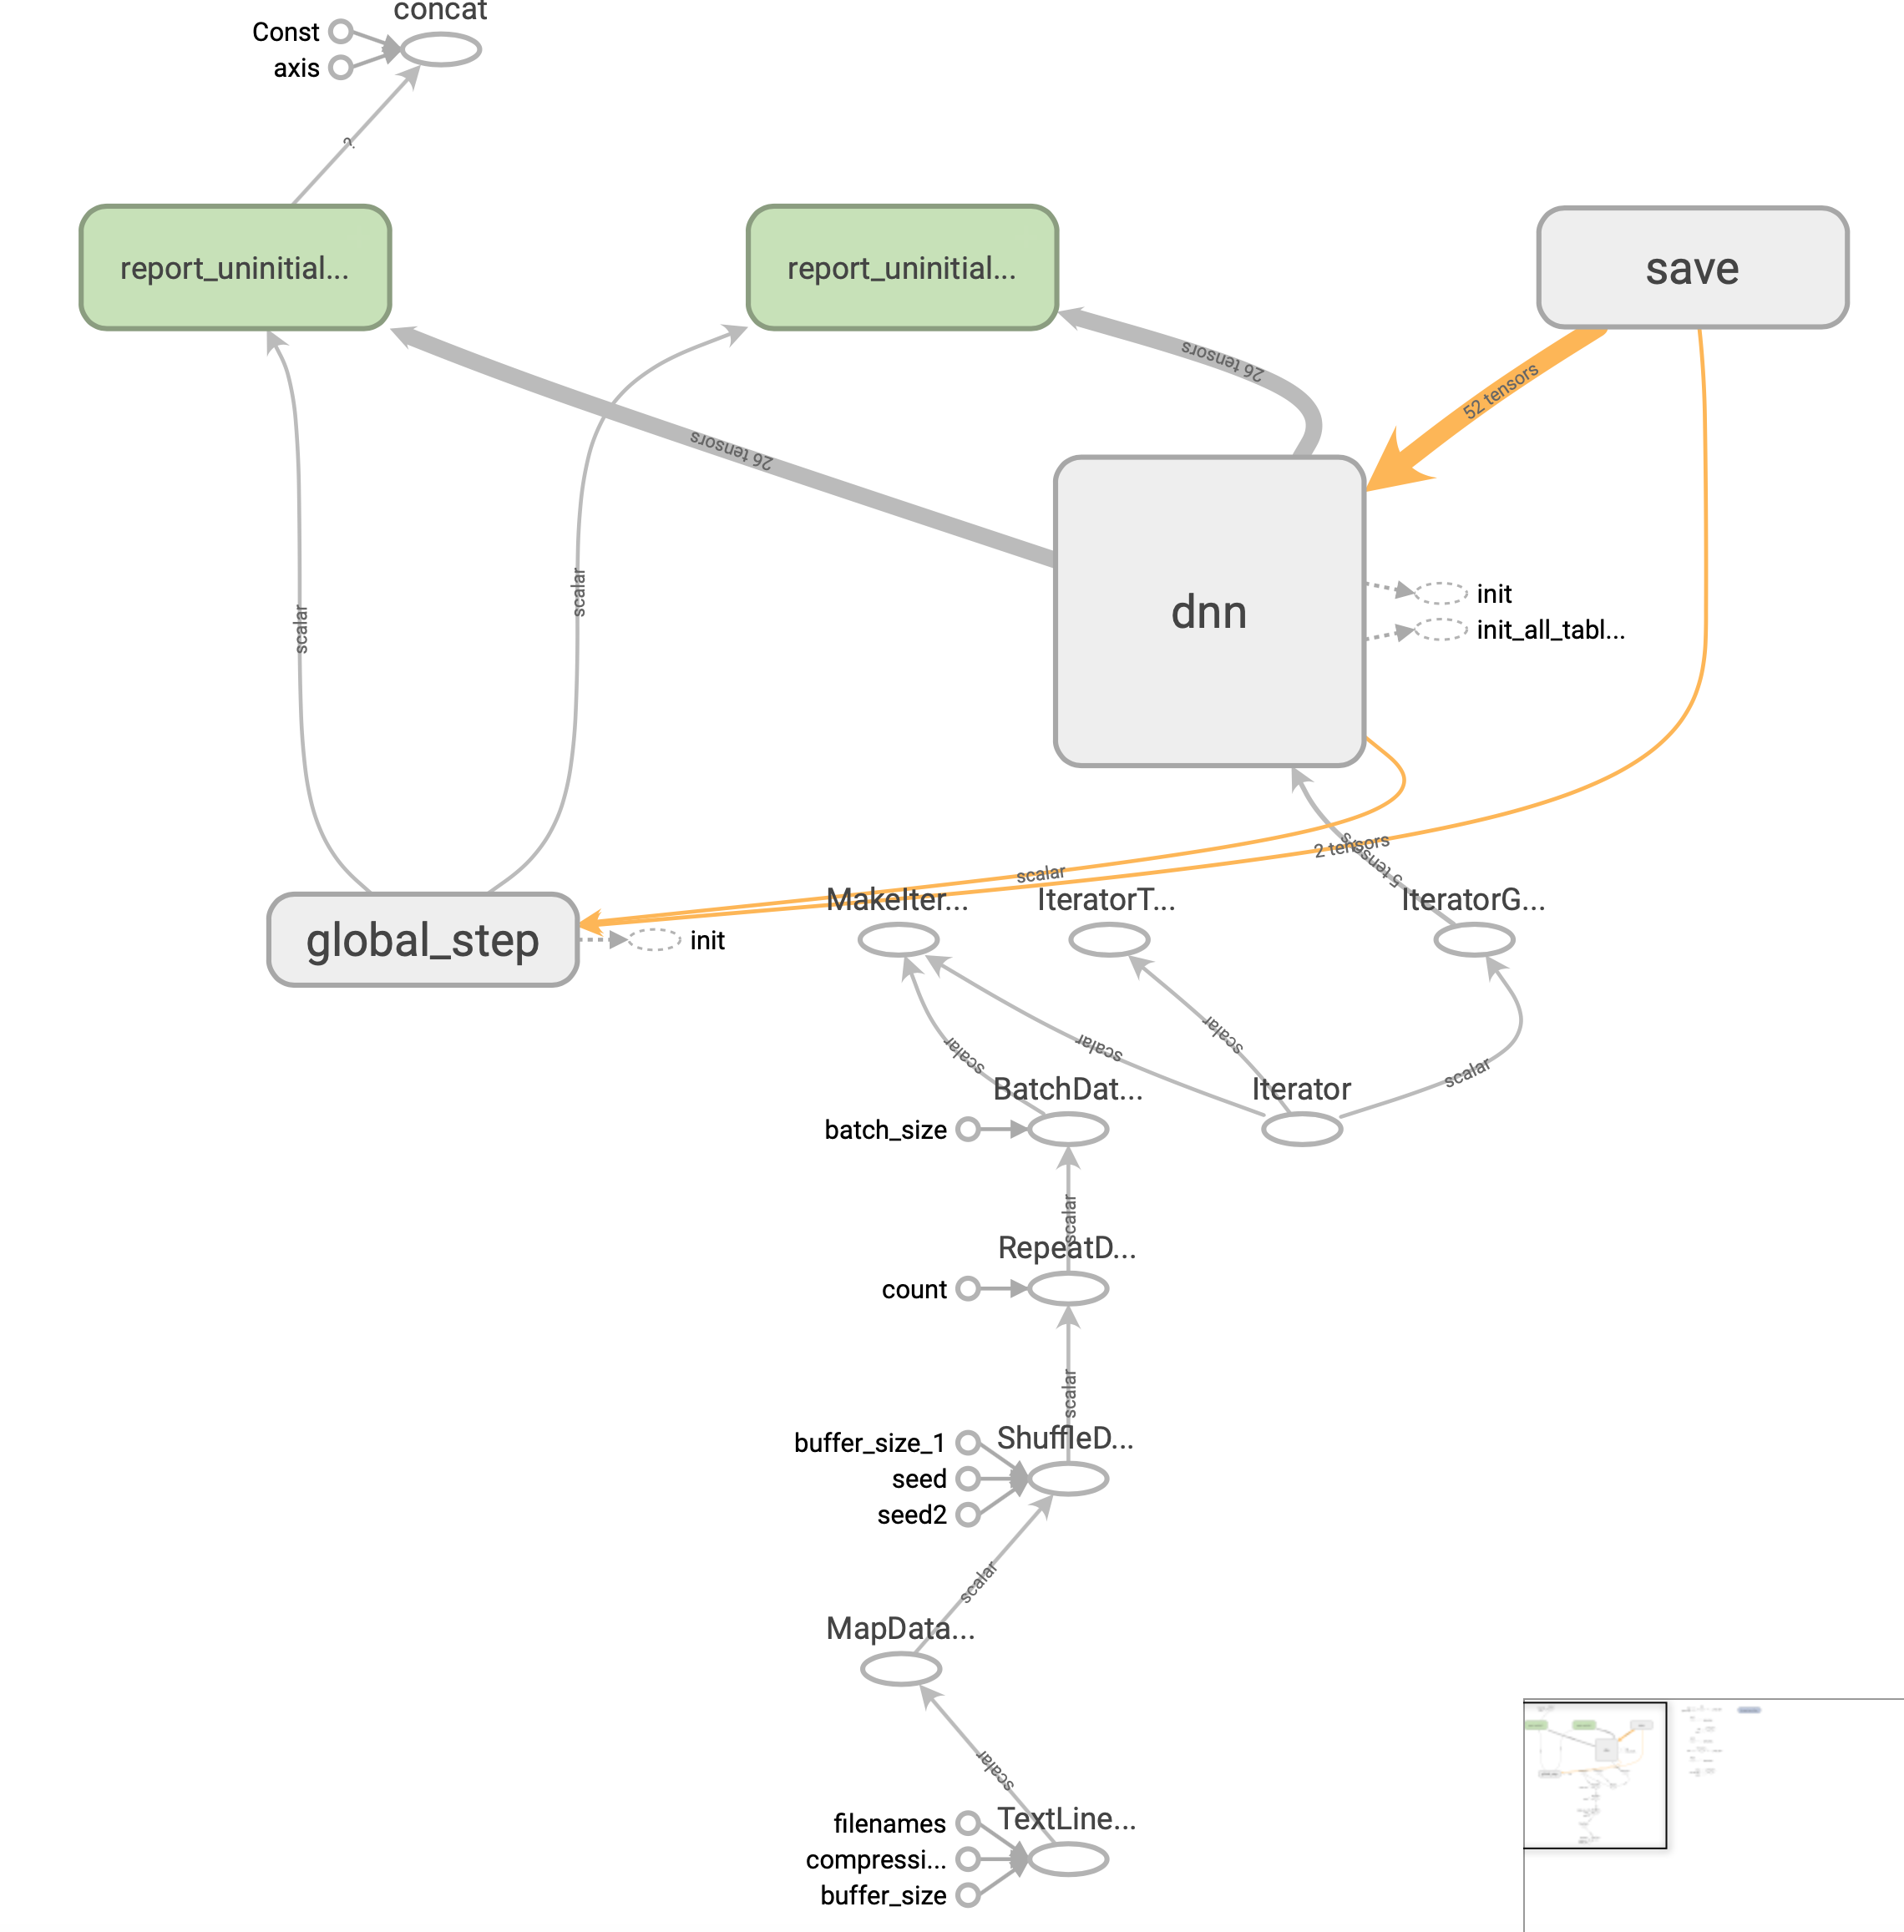 concat
Const
axis
?
report_uninitial...
report_uninitial...
save
26 tensors
52 tensors
26 tensors
dnn
init
init_all_tabl...
scalar
scalar
5 tensors
2 tensors
scalar
MakeIter...
IteratorT...
IteratorG...
global_step
init
scalar
scalar
scalar
scalar
BatchDat...
Iterator
batch_size
scalar
RepeatD...
count
scalar
buffer_size_1
ShuffleD...
seed
seed2
scalar
MapData...
scalar
filenames
TextLine...
compressi...
buffer_size